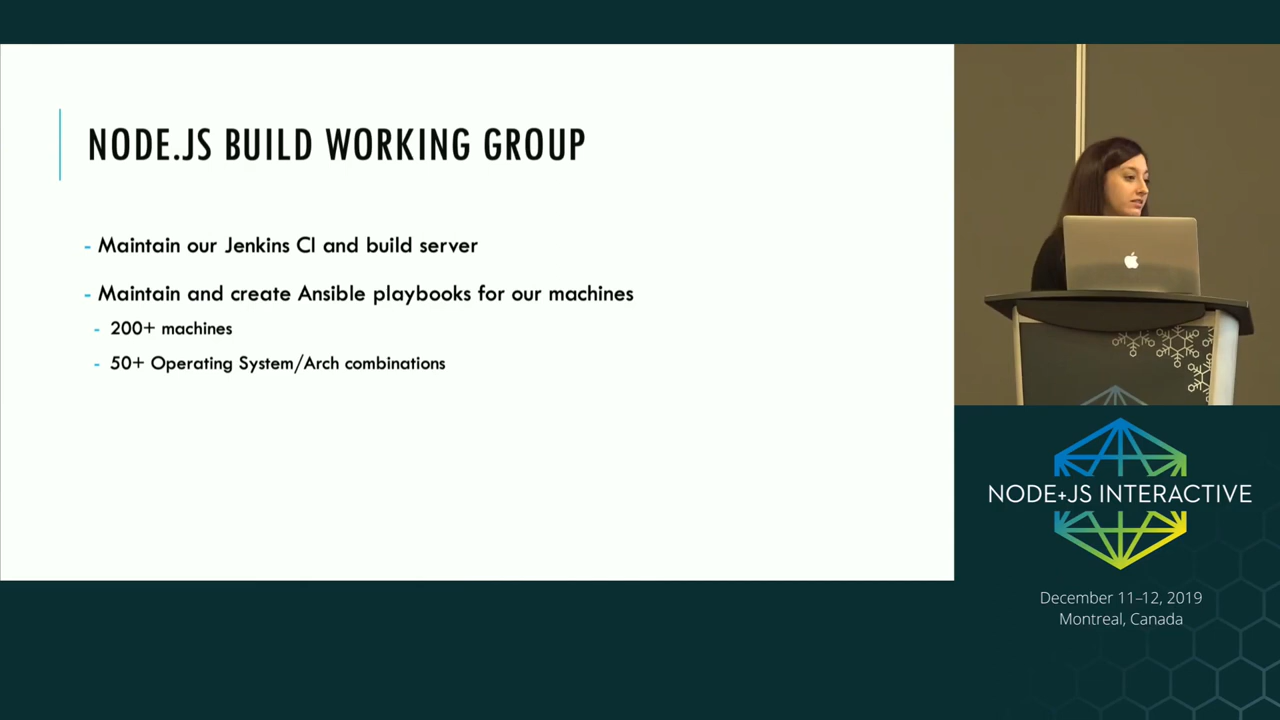 NODE.JS BUILD WORKING GROUP
- Maintain our Jenkins CI and build server
- Maintain and create Ansible playbooks for our machines
- 200+ machines
- 50+ Operating System/Arch combinations
NODE+JS INTERACTIVE
December 11–12, 2019
Montreal, Canada